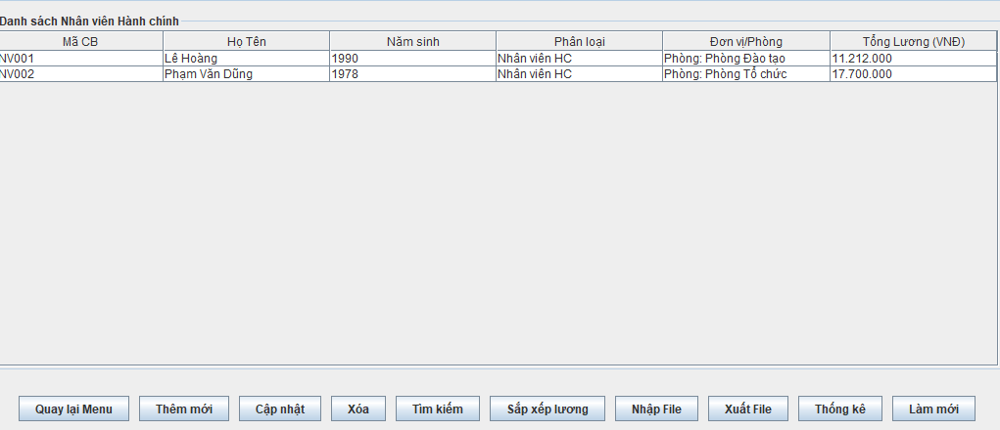 Danh sách Nhân viên Hành chính
Mã CB Họ Tên Năm sinh Phân loại Đơn vị/Phòng Tổng Lương (VNĐ)
NV001 Lê Hoàng 1990 Nhân viên HC Phòng: Phòng Đào tạo 11.212.000
NV002 Phạm Văn Dũng 1978 Nhân viên HC Phòng: Phòng Tổ chức 17.700.000
Quay lại Menu Thêm mới Cập nhật Xóa Tìm kiếm Sắp xếp lương Nhập File Xuất File Thống kê Làm mới